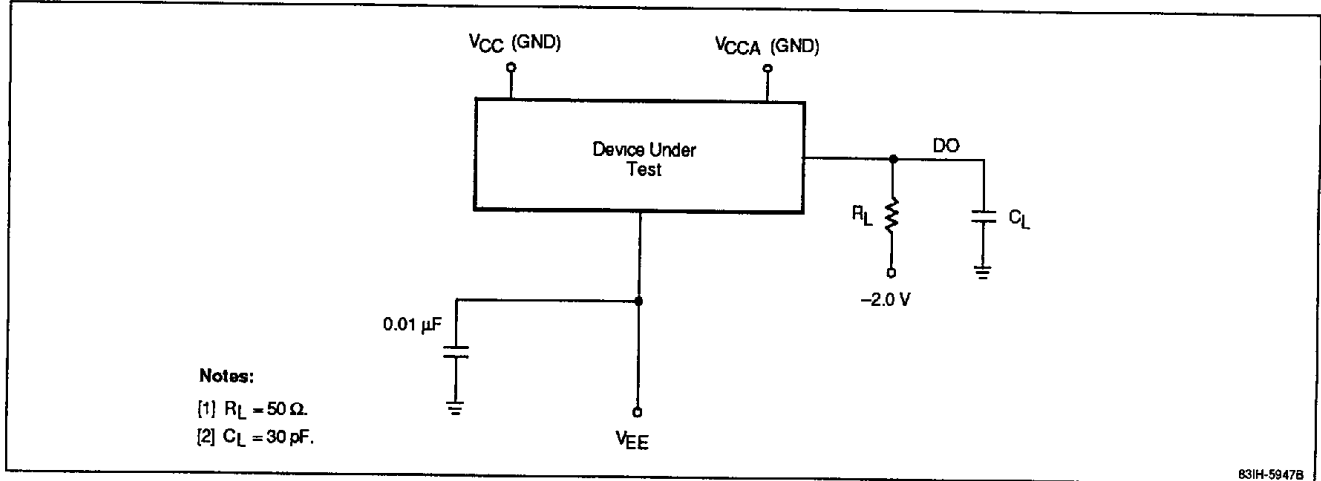 VCC (GND)
VCCA (GND)
Device Under
Test
DO
RL
CL
–2.0 V
0.01 μF
VEE
Notes:
[1] RL = 50 Ω.
[2] CL = 30 pF.
83IH-5947B